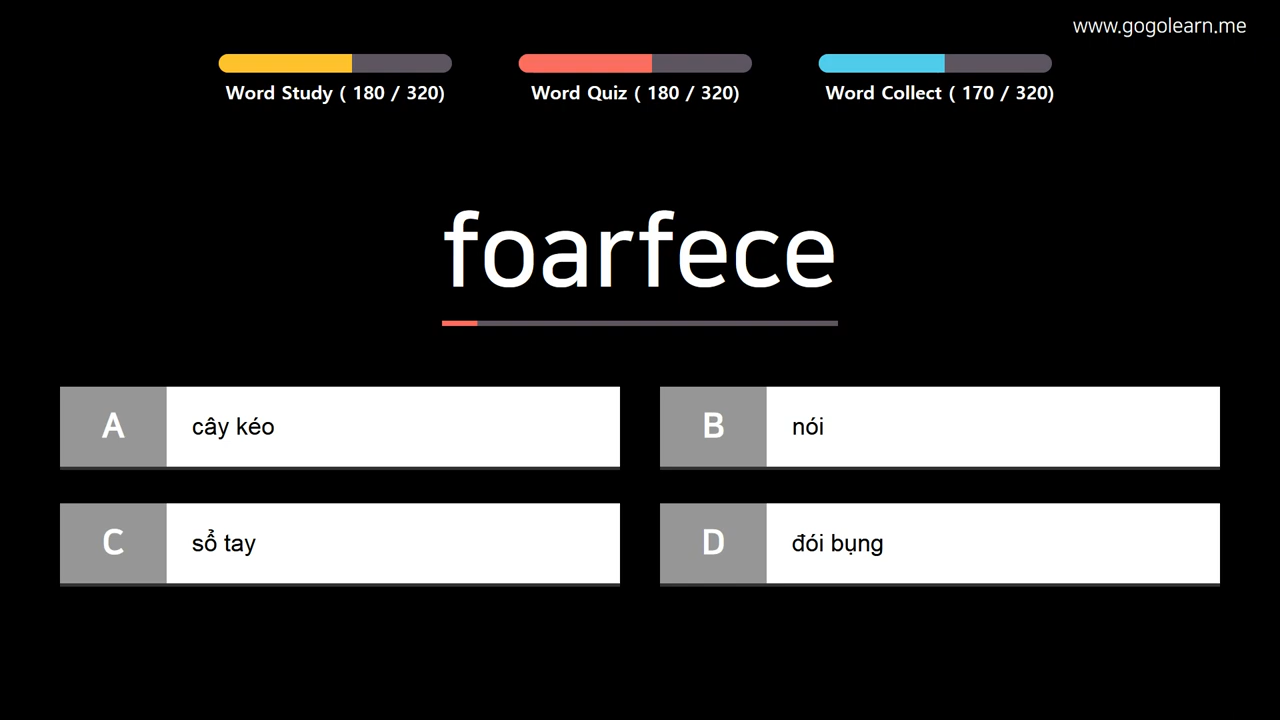 www.gogolearn.me
Word Study ( 180 / 320)
Word Quiz ( 180 / 320)
Word Collect ( 170 / 320)
foarfece
A
cây kéo
B
nói
C
sổ tay
D
đói bụng